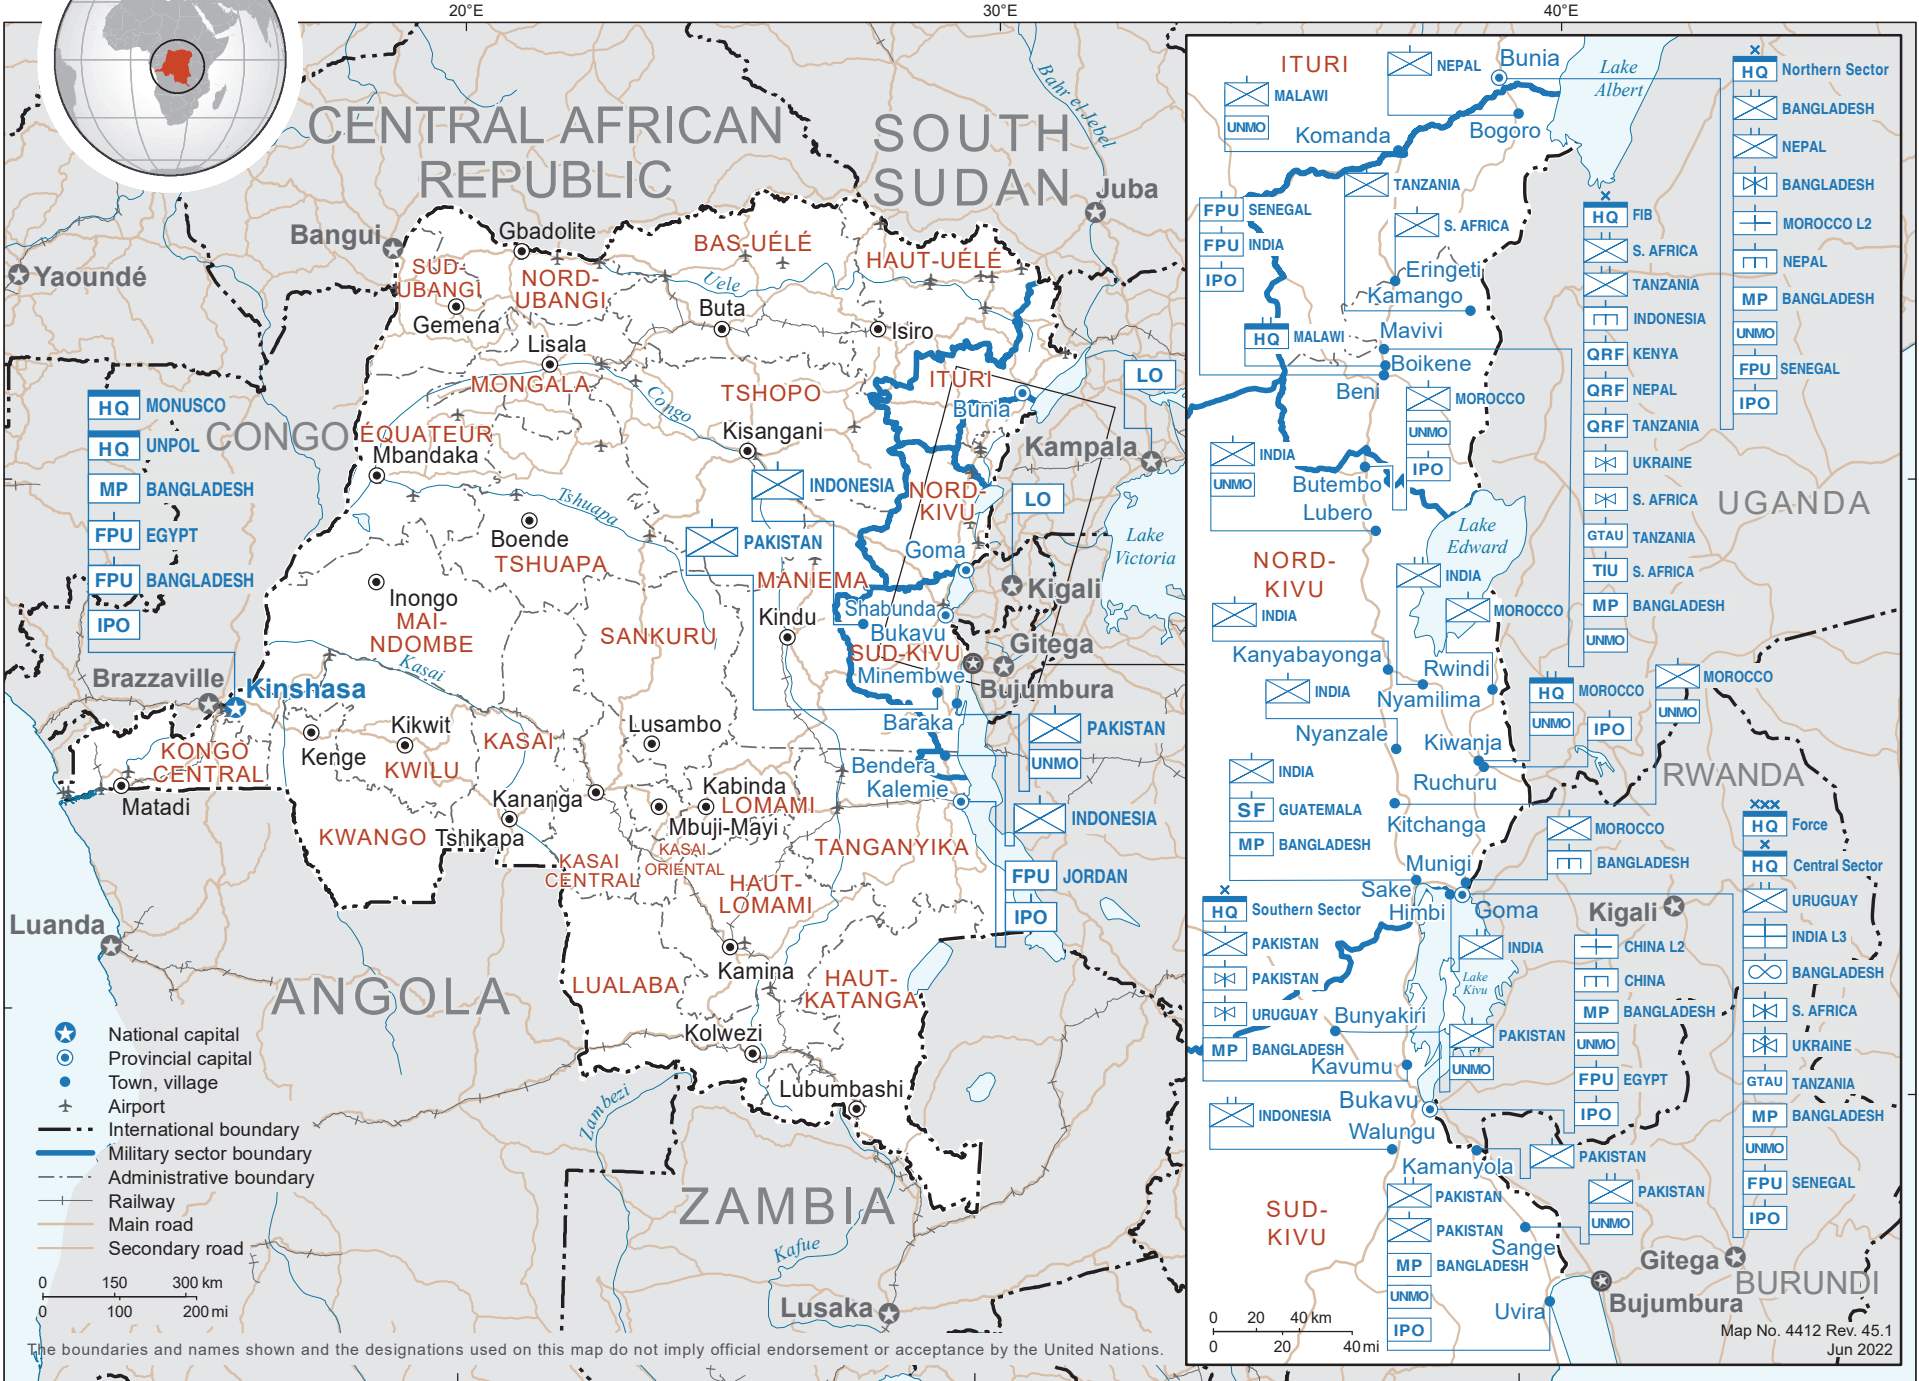 20°E
30°E
40°E
CENTRAL AFRICAN
REPUBLIC
SOUTH
SUDAN
Bahr el Jebel
Juba
Bangui
Yaoundé
Gbadolite
SUD-
UBANGI
NORD-
UBANGI
BAS-UÉLÉ
HAUT-UÉLÉ
Uele
Gemena
Buta
Isiro
Lisala
MONGALA
TSHOPO
ITURI
Bunia
LO
Congo
CONGO
ÉQUATEUR
Mbandaka
Kisangani
Kampala
HQ MONUSCO
HQ UNPOL
MP BANGLADESH
FPU EGYPT
FPU BANGLADESH
IPO
INDONESIA
NORD-
KIVU
LO
Tshuapa
Boende
TSHUAPA
PAKISTAN
Goma
Lake
Victoria
MANIEMA
Kigali
Inongo
MAI-
NDOMBE
SANKURU
Kindu
Shabunda
Bukavu
SUD-KIVU
Minembwe
Gitega
Bujumbura
Kasai
Brazzaville
Kinshasa
Baraka
PAKISTAN
UNMO
Kikwit
Kenge
KWILU
KASAI
Lusambo
KONGO
CENTRAL
Matadi
Bendera
Kalemie
Kabinda
LOMAMI
Kananga
Mbuji-Mayi
INDONESIA
KWANGO
Tshikapa
KASAI
CENTRAL
KASAI
ORIENTAL
TANGANYIKA
HAUT-
LOMAMI
FPU JORDAN
IPO
Luanda
ANGOLA
Kamina
LUALABA
HAUT-
KATANGA
Kolwezi
Lubumbashi
Zambezi
ZAMBIA
Kafue
Lusaka
National capital
Provincial capital
Town, village
Airport
International boundary
Military sector boundary
Administrative boundary
Railway
Main road
Secondary road
0 150 300 km
0 100 200 mi
The boundaries and names shown and the designations used on this map do not imply official endorsement or acceptance by the United Nations.
ITURI
NEPAL
Bunia
Lake
Albert
MALAWI
UNMO
Komanda
Bogoro
TANZANIA
S. AFRICA
FPU SENEGAL
FPU INDIA
IPO
Eringeti
Kamango
HQ MALAWI
Mavivi
Boikene
Beni
MOROCCO
UNMO
IPO
INDIA
UNMO
Butembo
Lubero
Lake
Edward
NORD-
KIVU
INDIA
INDIA
MOROCCO
Kanyabayonga
Rwindi
Nyamilima
INDIA
Nyanzale
Kiwanja
Ruchuru
INDIA
SF GUATEMALA
MP BANGLADESH
Kitchanga
HQ MOROCCO
UNMO
IPO
MOROCCO
UNMO
Munigi
Sake
Himbi
Goma
MOROCCO
BANGLADESH
HQ Southern Sector
PAKISTAN
PAKISTAN
URUGUAY
MP BANGLADESH
INDIA
Lake
Kivu
Bunyakiri
PAKISTAN
UNMO
Kavumu
Bukavu
INDONESIA
Walungu
Kamanyola
PAKISTAN
PAKISTAN
PAKISTAN
MP BANGLADESH
UNMO
IPO
SUD-
KIVU
PAKISTAN
UNMO
Sange
Uvira
HQ Northern Sector
BANGLADESH
NEPAL
BANGLADESH
MOROCCO L2
NEPAL
MP BANGLADESH
UNMO
FPU SENEGAL
IPO
HQ FIB
S. AFRICA
TANZANIA
INDONESIA
QRF KENYA
QRF NEPAL
QRF TANZANIA
UKRAINE
S. AFRICA
GTAU TANZANIA
TIU S. AFRICA
MP BANGLADESH
UNMO
UGANDA
RWANDA
HQ Force
HQ Central Sector
URUGUAY
INDIA L3
BANGLADESH
S. AFRICA
UKRAINE
GTAU TANZANIA
MP BANGLADESH
UNMO
FPU SENEGAL
IPO
Kigali
CHINA L2
CHINA
MP BANGLADESH
UNMO
FPU EGYPT
IPO
Gitega
BURUNDI
Bujumbura
0 20 40 km
0 20 40 mi
Map No. 4412 Rev. 45.1
Jun 2022